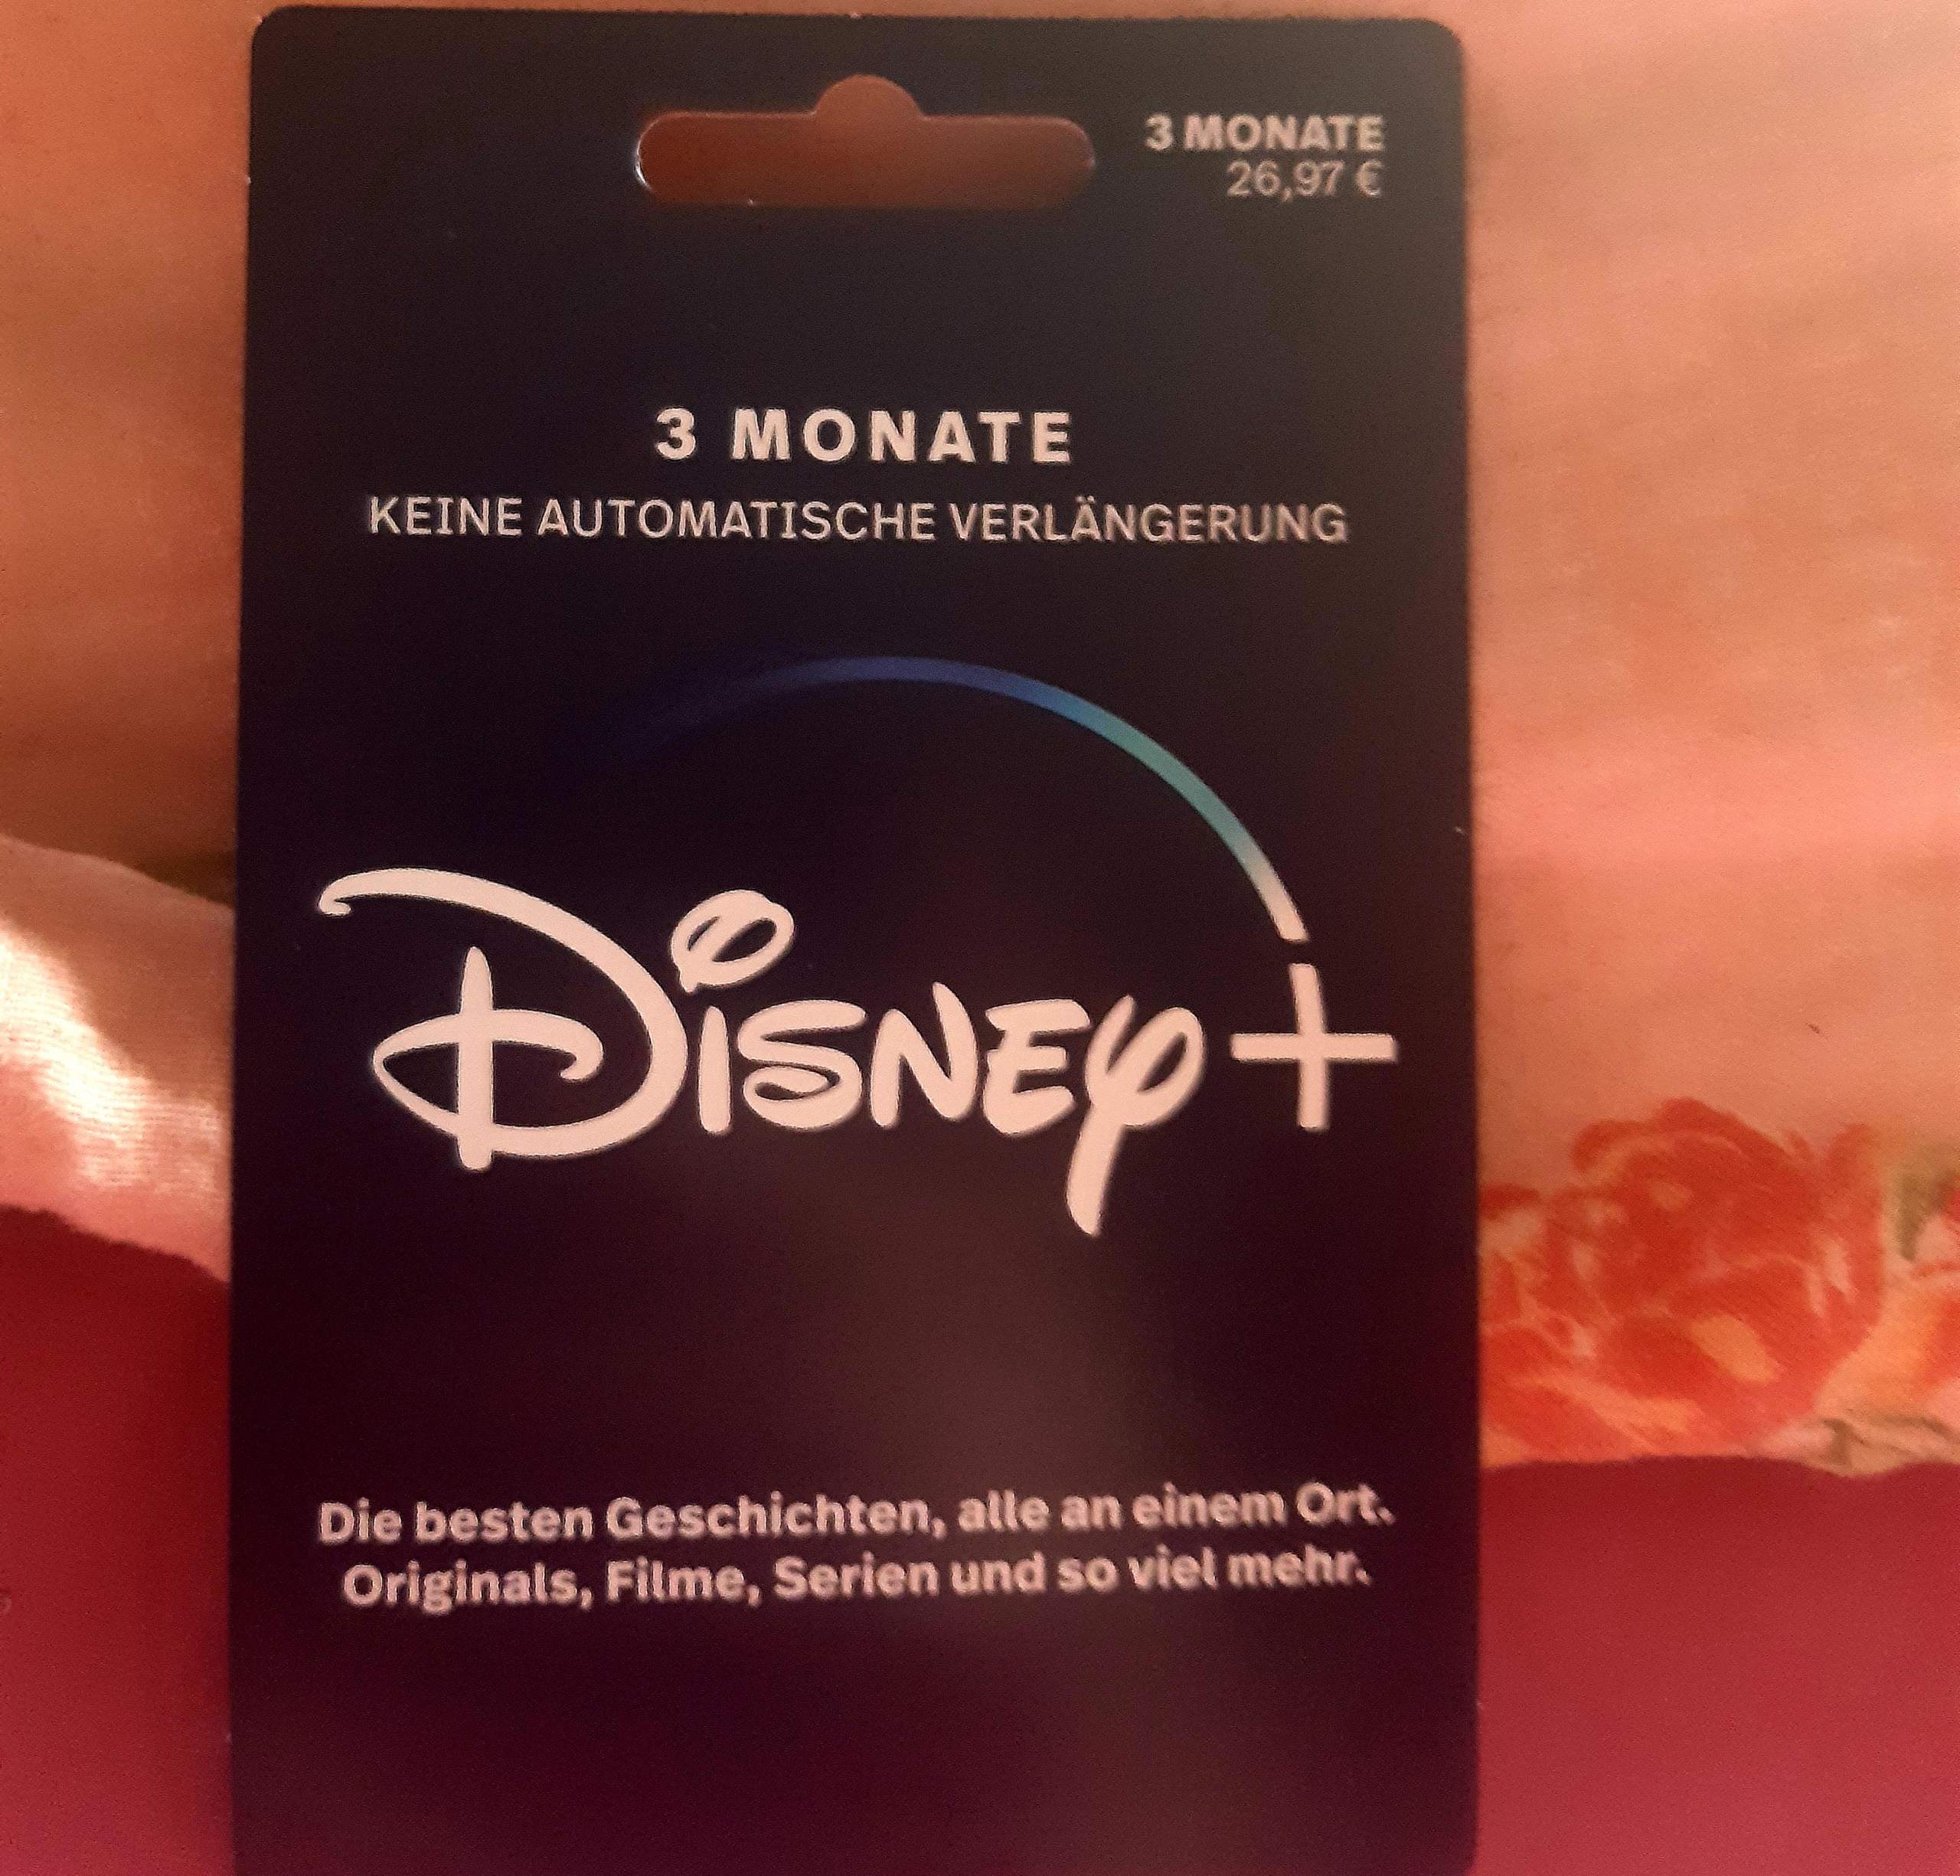 3 MONATE
26,97 €
3 MONATE
KEINE AUTOMATISCHE VERLÄNGERUNG
Disney+
Die besten Geschichten, alle an einem Ort.
Originals, Filme, Serien und so viel mehr.